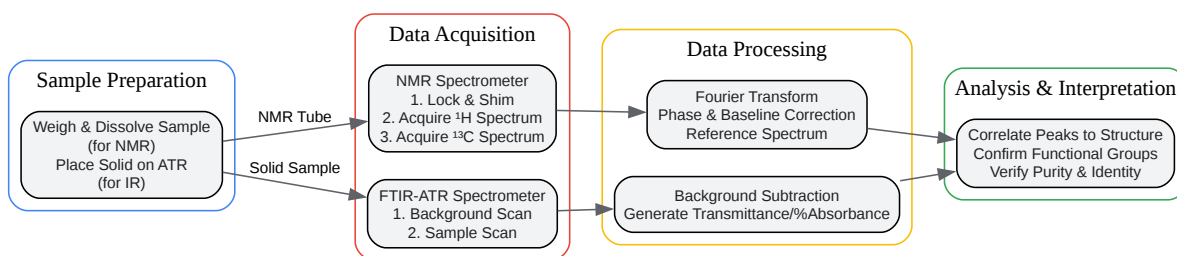 Sample Preparation
Weigh & Dissolve Sample
(for NMR)
Place Solid on ATR
(for IR)
NMR Tube
Solid Sample
Data Acquisition
NMR Spectrometer
1. Lock & Shim
2. Acquire ¹H Spectrum
3. Acquire ¹³C Spectrum
FTIR-ATR Spectrometer
1. Background Scan
2. Sample Scan
Data Processing
Fourier Transform
Phase & Baseline Correction
Reference Spectrum
Background Subtraction
Generate Transmittance/%Absorbance
Analysis & Interpretation
Correlate Peaks to Structure
Confirm Functional Groups
Verify Purity & Identity